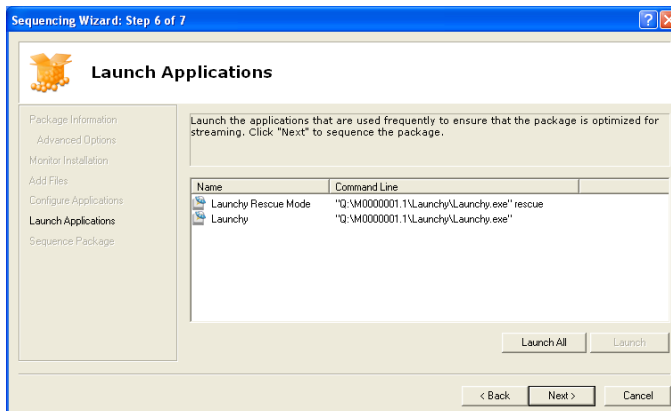 Sequencing Wizard: Step 6 of 7
Launch Applications
Package Information
Advanced Options
Monitor Installation
Add Files
Configure Applications
Launch Applications
Sequence Package
Launch the applications that are used frequently to ensure that the package is optimized for
streaming. Click "Next" to sequence the package.
Name Command Line
Launchy Rescue Mode "Q:\M0000001.1\Launchy\Launchy.exe" rescue
Launchy "Q:\M0000001.1\Launchy\Launchy.exe"
Launch All Launch
< Back Next > Cancel